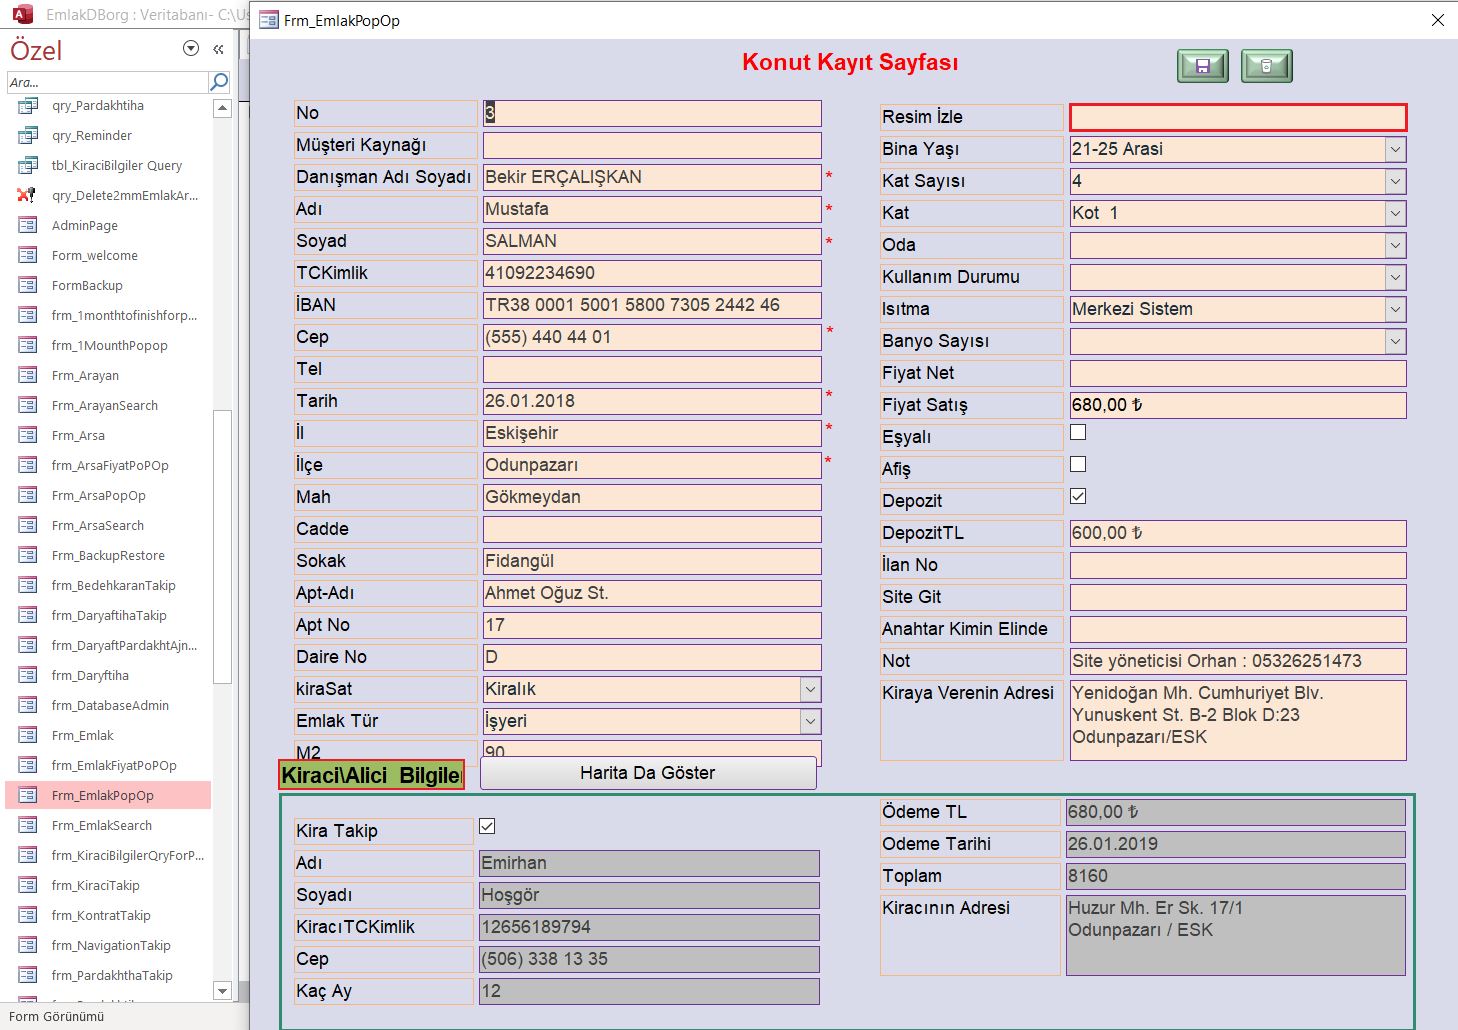 EmlakDBorg : Veritabanı- C:\Us
Özel
Ara...
qry_Pardakhtiha
qry_Reminder
tbl_KiraciBilgiler Query
qry_Delete2mmEmlakAr...
AdminPage
Form_welcome
FormBackup
frm_1monthtofinishforp...
frm_1MounthPopop
Frm_Arayan
Frm_ArayanSearch
Frm_Arsa
frm_ArsaFiyatPoPOp
Frm_ArsaPopOp
Frm_ArsaSearch
Frm_BackupRestore
frm_BedehkaranTakip
frm_DaryaftihaTakip
frm_DaryaftPardakhtAjn...
frm_Daryftiha
frm_DatabaseAdmin
Frm_Emlak
frm_EmlakFiyatPoPOp
Frm_EmlakPopOp
Frm_EmlakSearch
frm_KiraciBilgilerQryForP...
frm_KiraciTakip
frm_KontratTakip
frm_NavigationTakip
frm_PardakhthaTakip
Form Görünümü
Frm_EmlakPopOp
Konut Kayıt Sayfası
No 3
Müşteri Kaynağı
Danışman Adı Soyadı Bekir ERÇALIŞKAN *
Adı Mustafa *
Soyad SALMAN *
TCKimlik 41092234690
İBAN TR38 0001 5001 5800 7305 2442 46
Cep (555) 440 44 01 *
Tel
Tarih 26.01.2018 *
İl Eskişehir *
İlçe Odunpazarı *
Mah Gökmeydan
Cadde
Sokak Fidangül
Apt-Adı Ahmet Oğuz St.
Apt No 17
Daire No D
kiraSat Kiralık
Emlak Tür İşyeri
M2 90
Resim İzle
Bina Yaşı 21-25 Arasi
Kat Sayısı 4
Kat Kot 1
Oda
Kullanım Durumu
Isıtma Merkezi Sistem
Banyo Sayısı
Fiyat Net
Fiyat Satış 680,00 ₺
Eşyalı
Afiş
Depozit
DepozitTL 600,00 ₺
İlan No
Site Git
Anahtar Kimin Elinde
Not Site yöneticisi Orhan : 05326251473
Kiraya Verenin Adresi Yenidoğan Mh. Cumhuriyet Blv.
Yunuskent St. B-2 Blok D:23
Odunpazarı/ESK
Kiraci\Alici Bilgiler
Harita Da Göster
Kira Takip
Adı Emirhan
Soyadı Hoşgör
KiracıTCKimlik 12656189794
Cep (506) 338 13 35
Kaç Ay 12
Ödeme TL 680,00 ₺
Odeme Tarihi 26.01.2019
Toplam 8160
Kiracının Adresi Huzur Mh. Er Sk. 17/1
Odunpazarı / ESK